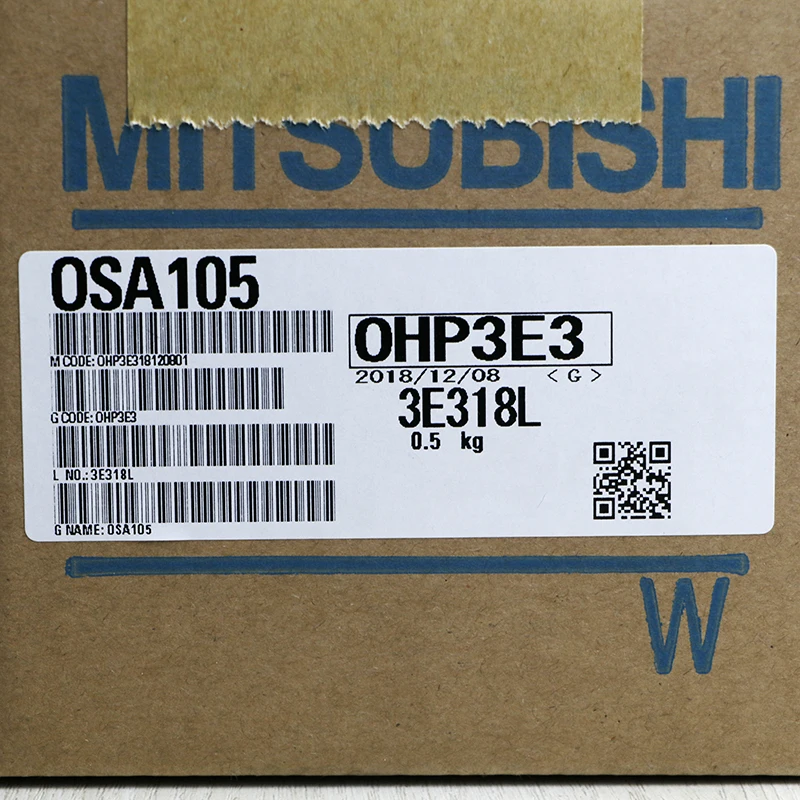 MITSUBISHI
OSA105
M CODE: OHP3E318120801
G CODE: OHP3E3
L NO.: 3E318L
G NAME: OSA105
OHP3E3
2018/12/08 <G>
3E318L
0.5 kg
W